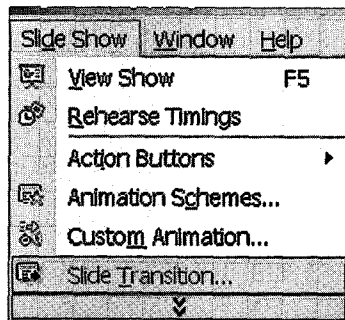 Slide Show Window Help
View Show F5
Rehearse Timings
Action Buttons
Animation Schemes...
Custom Animation...
Slide Transition...